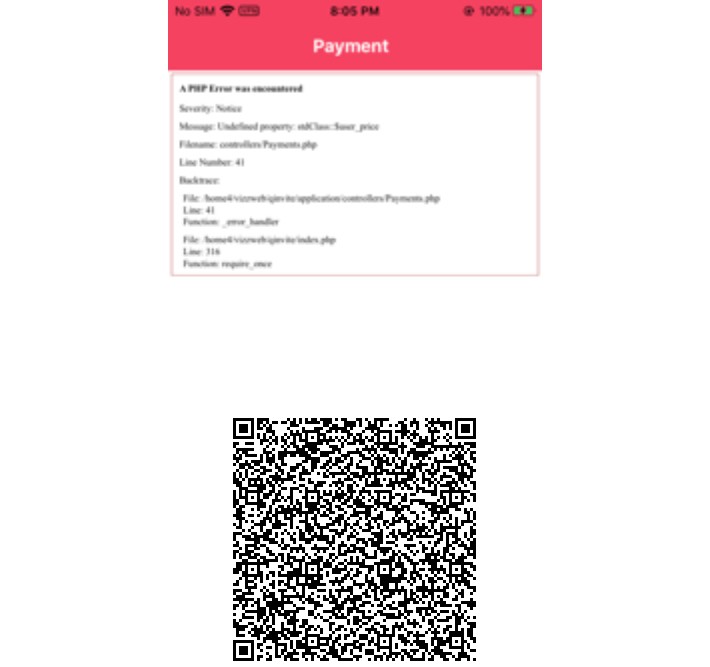 No SIM VPN 8:05 PM 100%
Payment
A PHP Error was encountered
Severity: Notice
Message: Undefined property: stdClass::$user_price
Filename: controllers/Payments.php
Line Number: 41
Backtrace:
File: /home4/vizzweb/qinvite/application/controllers/Payments.php
Line: 41
Function: _error_handler
File: /home4/vizzweb/qinvite/index.php
Line: 316
Function: require_once